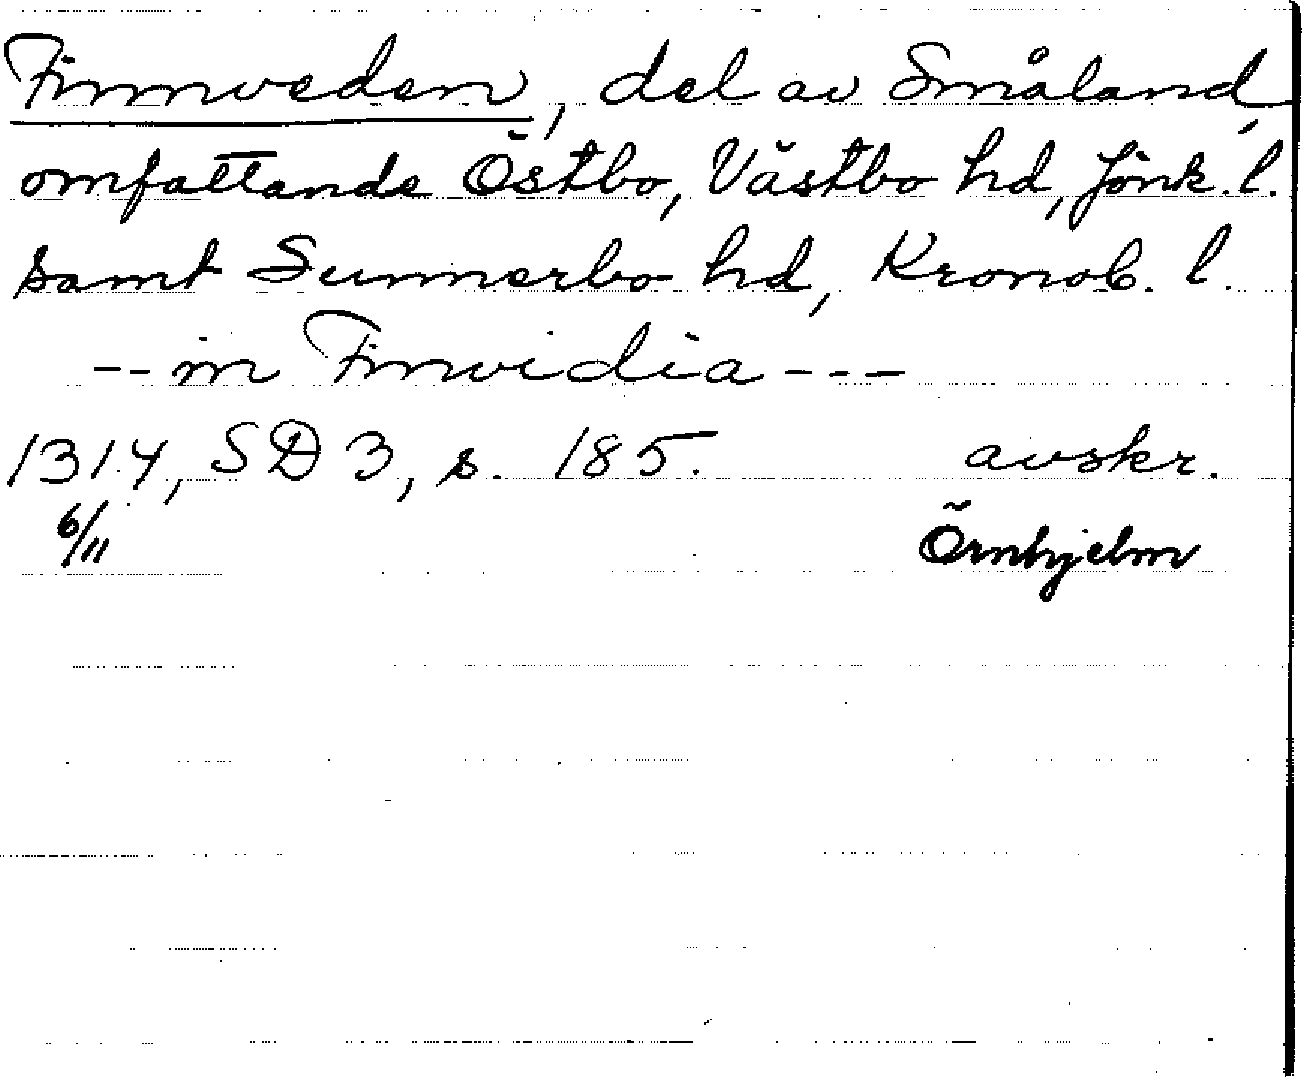 Finnveden, del av Småland,
omfattande Östbo, Västbo hd, Jönk. l.
samt Sunnerbo hd, Kronob. l.
-- in Finvidia ---
1314, SD 3, s. 185. avskr.
6/11 Örnhjelm